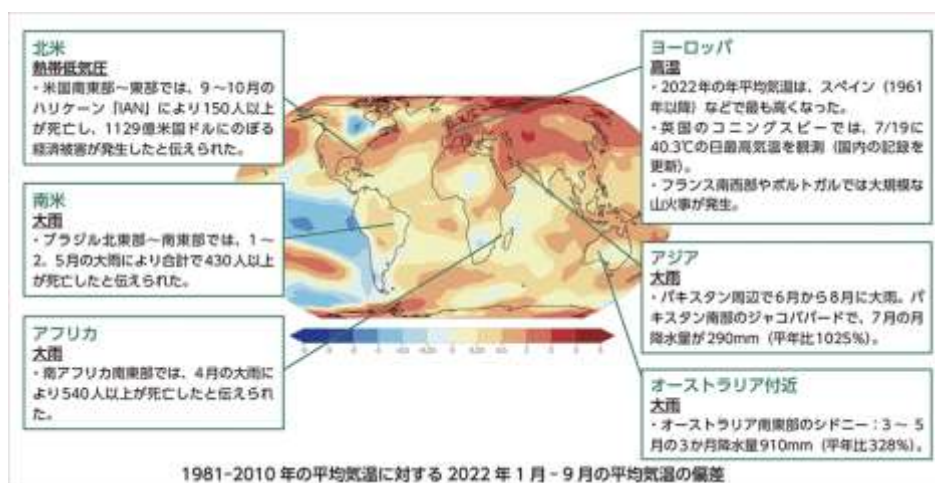 北米
熱帯低気圧
・米国南東部～東部では、9～10月の
ハリケーン「IAN」により150人以上
が死亡し、1129億米国ドルにのぼる
経済被害が発生したと伝えられた。
南米
大雨
・ブラジル北東部～南東部では、1～
2、5月の大雨により合計で430人以上
が死亡したと伝えられた。
アフリカ
大雨
・南アフリカ南東部では、4月の大雨に
より540人以上が死亡したと伝えられ
た。
ヨーロッパ
高温
・2022年の年平均気温は、スペイン（1961
年以降）などで最も高くなった。
・英国のコニングスビーでは、7/19に
40.3℃の日最高気温を観測（国内の記録を
更新）。
・フランス南西部やポルトガルでは大規模な
山火事が発生。
アジア
大雨
・パキスタン周辺で6月から8月に大雨。パ
キスタン南部のジャコババードで、7月の月
降水量が290mm（平年比1025%）。
オーストラリア付近
大雨
・オーストラリア南東部のシドニー：3～ 5
月の3か月降水量910mm（平年比328%）。
1981-2010 年の平均気温に対する 2022 年 1 月 - 9 月の平均気温の偏差